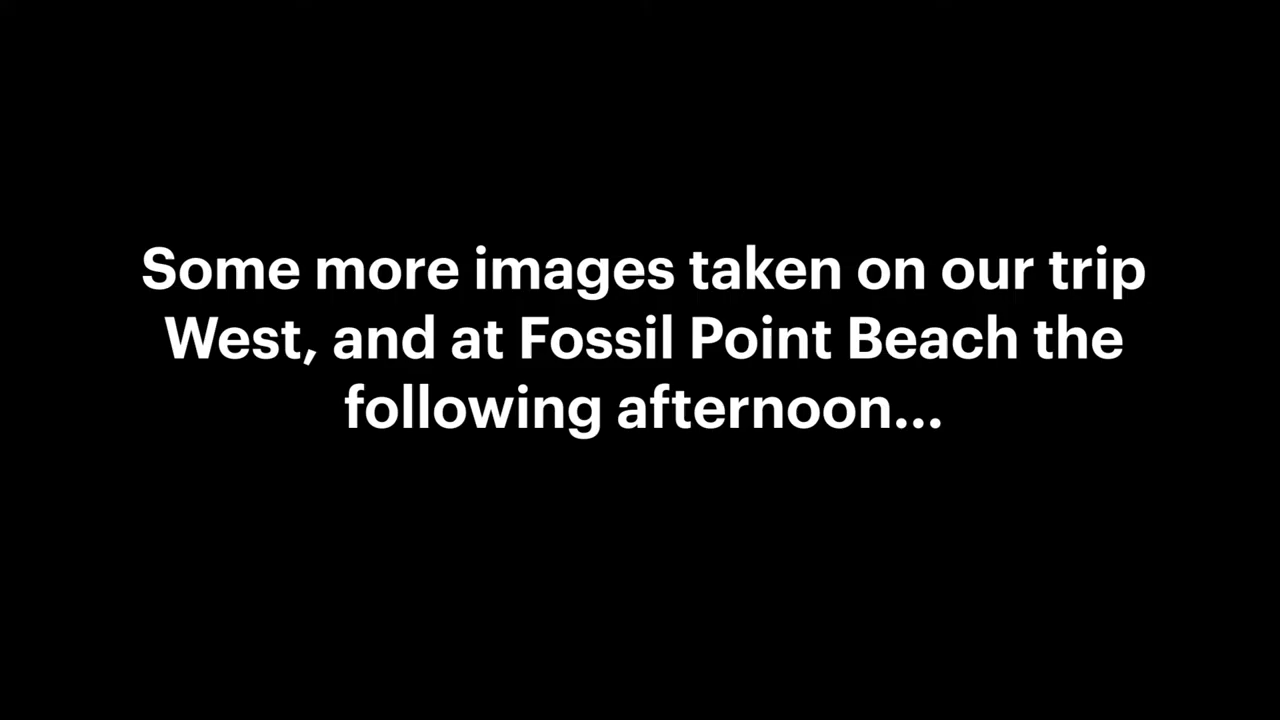 Some more images taken on our trip
West, and at Fossil Point Beach the
following afternoon...